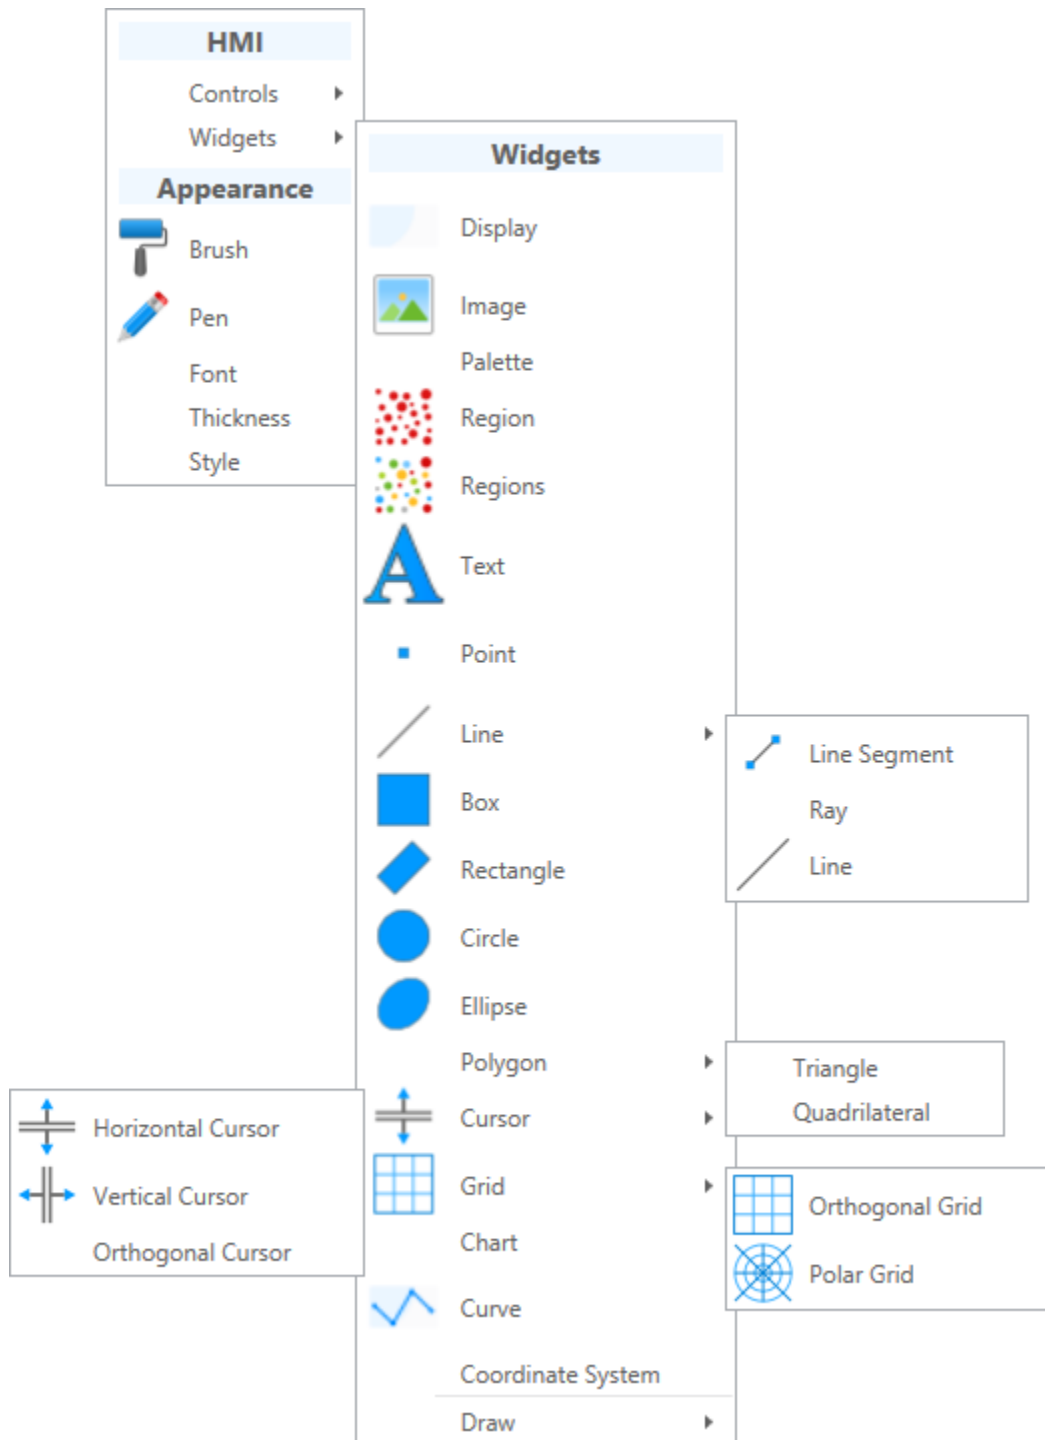 HMI
Controls
Widgets
Appearance
Brush
Pen
Font
Thickness
Style
Widgets
Display
Image
Palette
Region
Regions
Text
Point
Line
Box
Rectangle
Circle
Ellipse
Polygon
Cursor
Grid
Chart
Curve
Coordinate System
Draw
Line Segment
Ray
Line
Triangle
Quadrilateral
Horizontal Cursor
Vertical Cursor
Orthogonal Cursor
Orthogonal Grid
Polar Grid